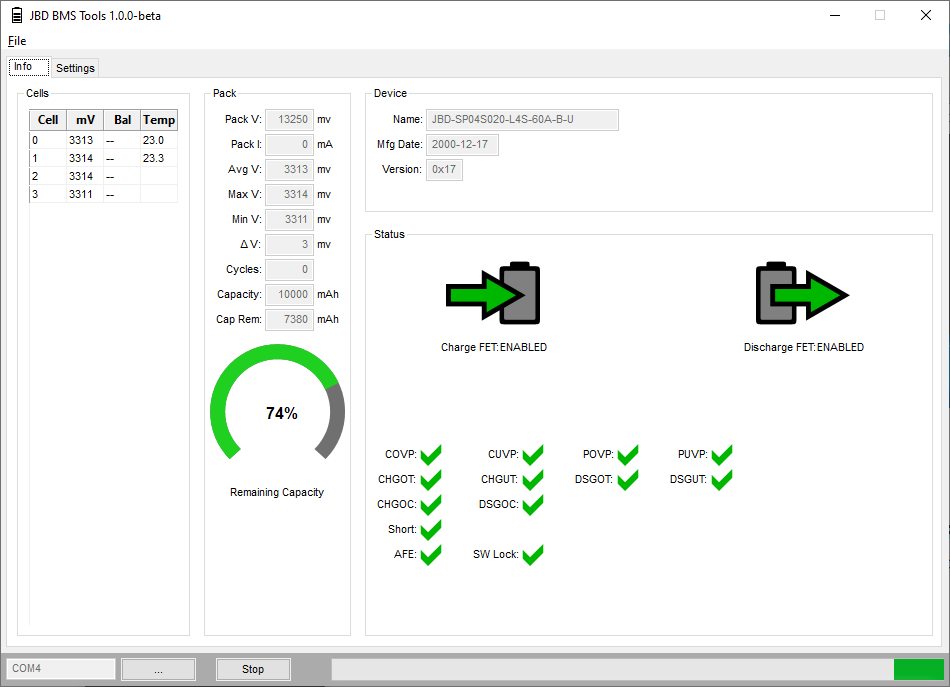 JBD BMS Tools 1.0.0-beta
File
Info Settings
Cells
Cell mV Bal Temp
0 3313 -- 23.0
1 3314 -- 23.3
2 3314 --
3 3311 --
Pack
Pack V: 13250 mv
Pack I: 0 mA
Avg V: 3313 mv
Max V: 3314 mv
Min V: 3311 mv
Δ V: 3 mv
Cycles: 0
Capacity: 10000 mAh
Cap Rem: 7380 mAh
74%
Remaining Capacity
Device
Name: JBD-SP04S020-L4S-60A-B-U
Mfg Date: 2000-12-17
Version: 0x17
Status
Charge FET:ENABLED Discharge FET:ENABLED
COVP: CUVP: POVP: PUVP:
CHGOT: CHGUT: DSGOT: DSGUT:
CHGOC: DSGOC:
Short:
AFE: SW Lock:
COM4 ... Stop